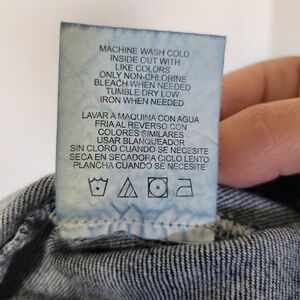 MACHINE WASH COLD
INSIDE OUT WITH
LIKE COLORS
ONLY NON-CHLORINE
BLEACH WHEN NEEDED
TUMBLE DRY LOW
IRON WHEN NEEDED
LAVAR A MAQUINA CON AGUA
FRIA AL REVERSO CON
COLORES SIMILARES
USAR BLANQUEADOR
SIN CLORO CUANDO SE NECESITE
SECA EN SECADORA CICLO LENTO
PLANCHA CUANDO SE NECESITE